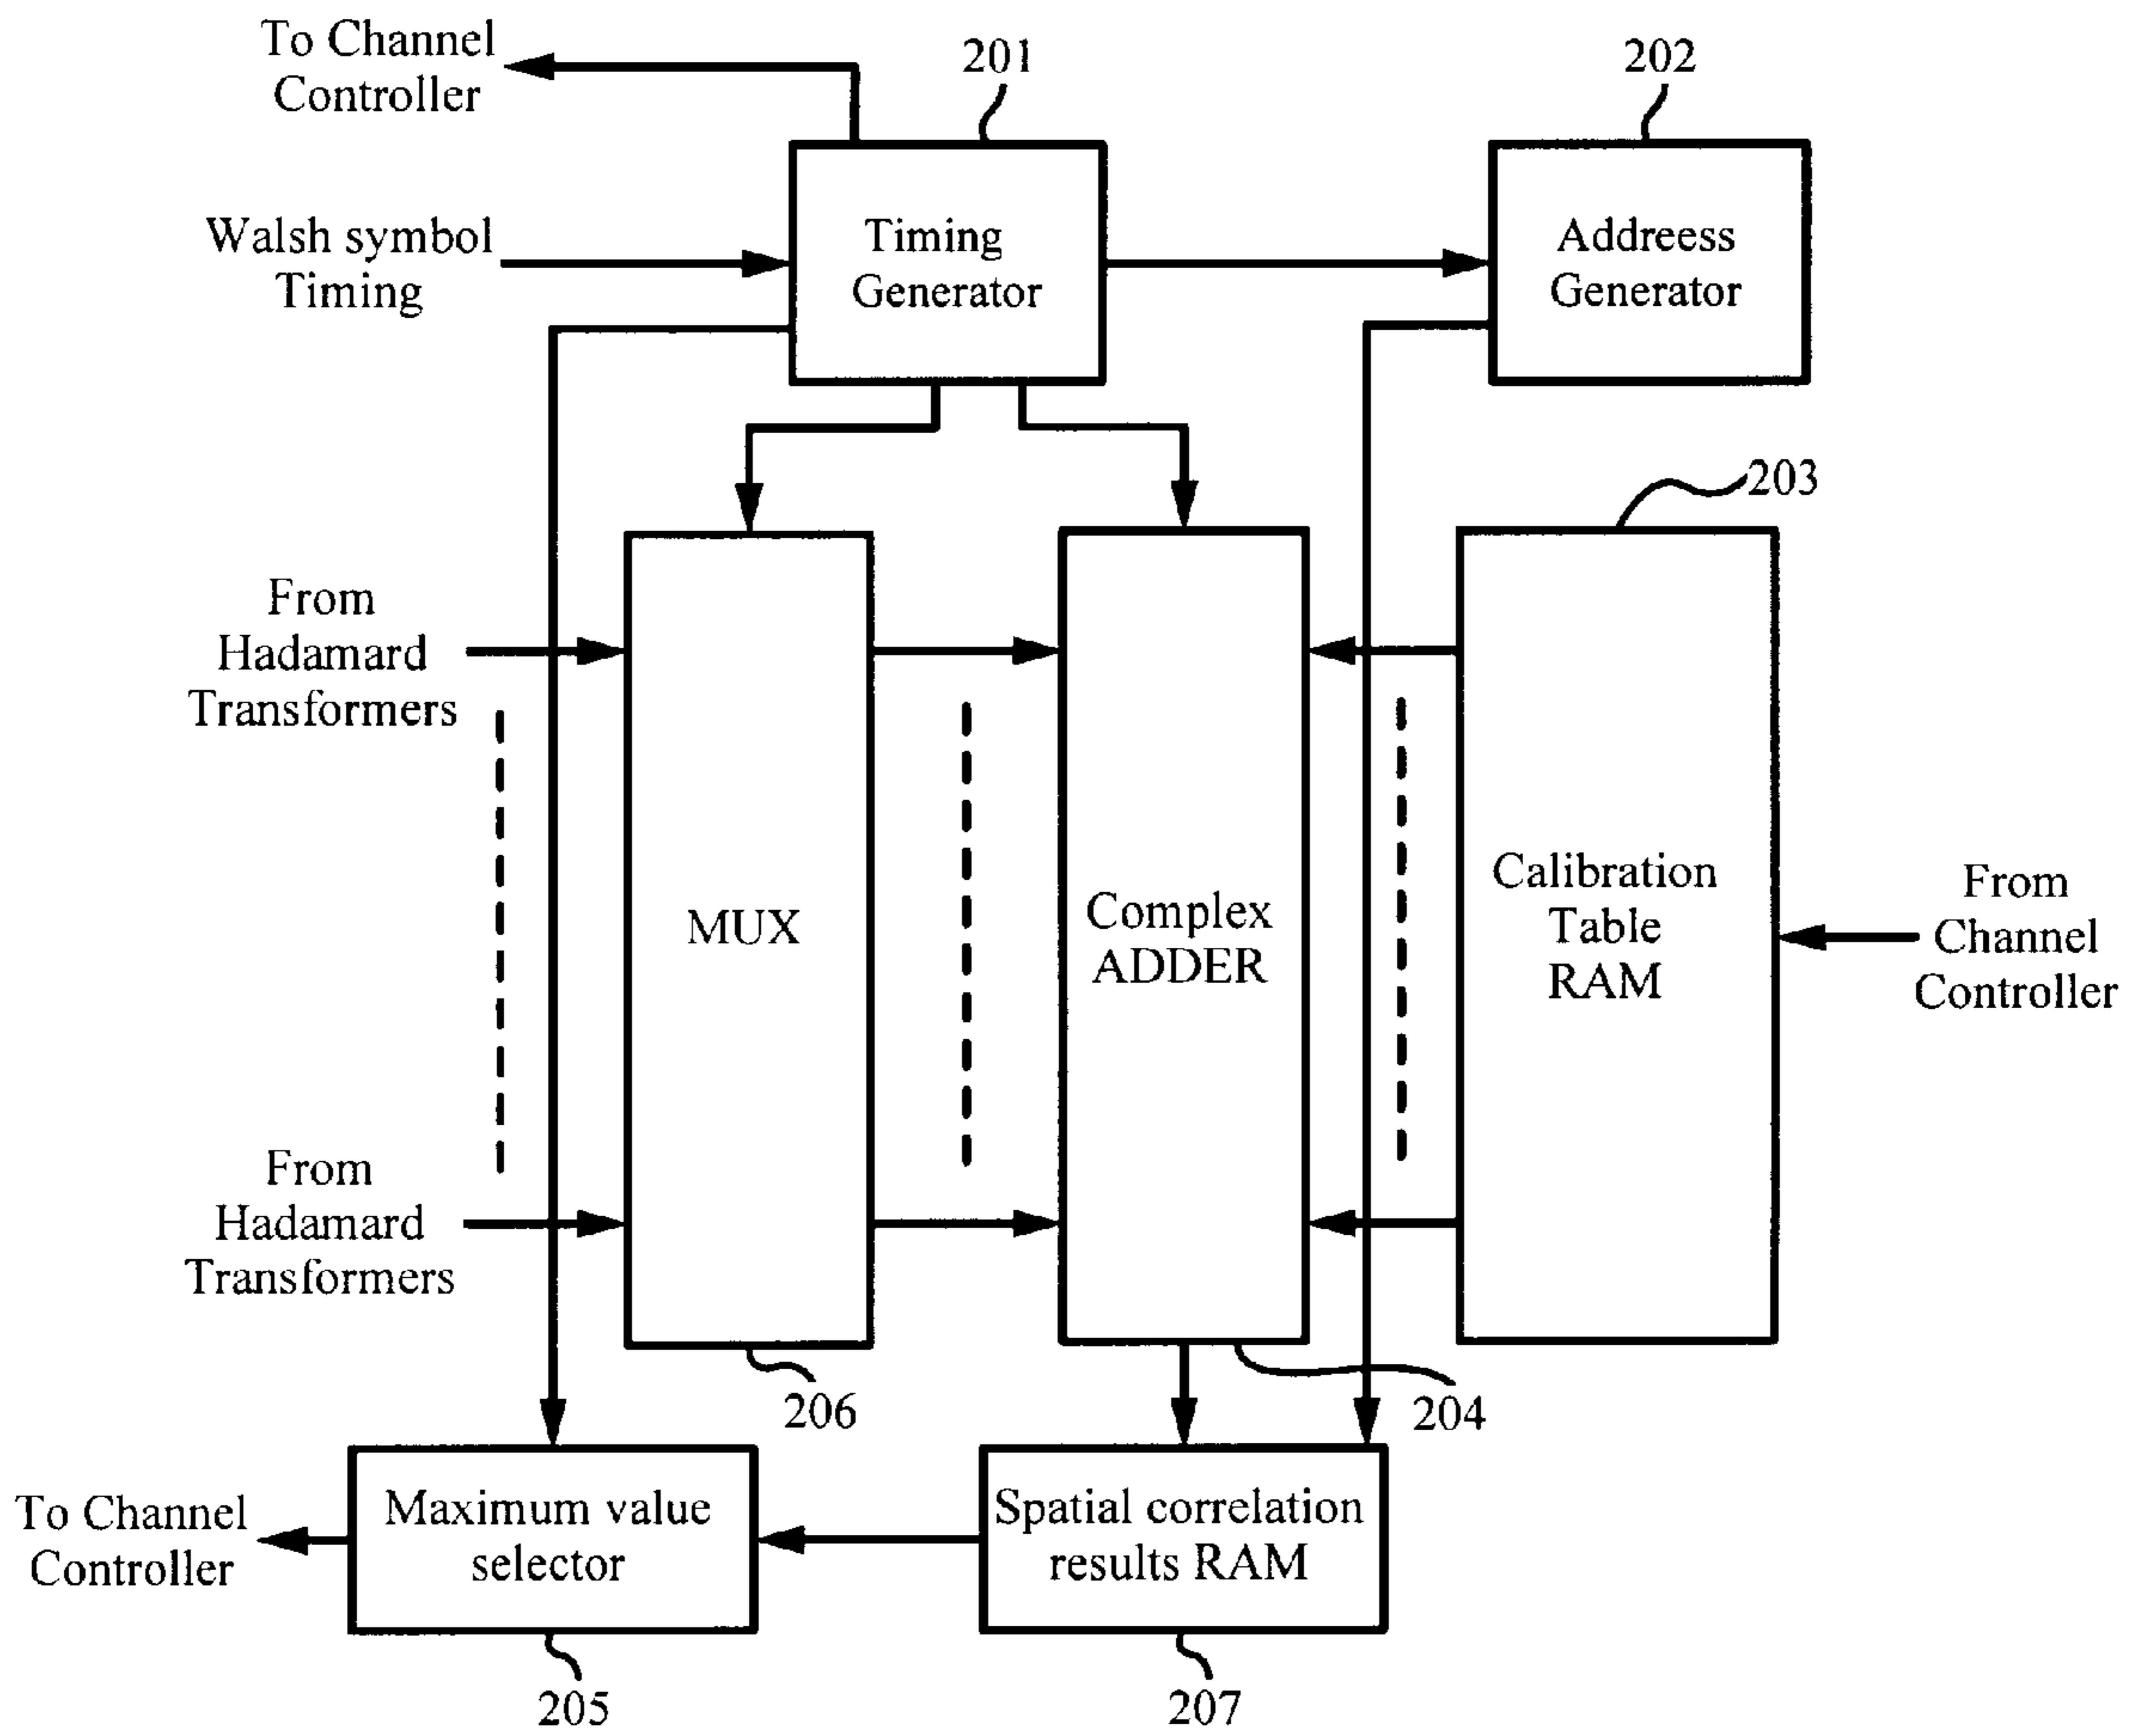 To Channel
Controller
201
202
Walsh symbol
Timing
Timing
Generator
Addreess
Generator
203
From
Hadamard
Transformers
MUX
Complex
ADDER
Calibration
Table
RAM
From
Channel
Controller
From
Hadamard
Transformers
206
204
To Channel
Controller
Maximum value
selector
Spatial correlation
results RAM
205
207